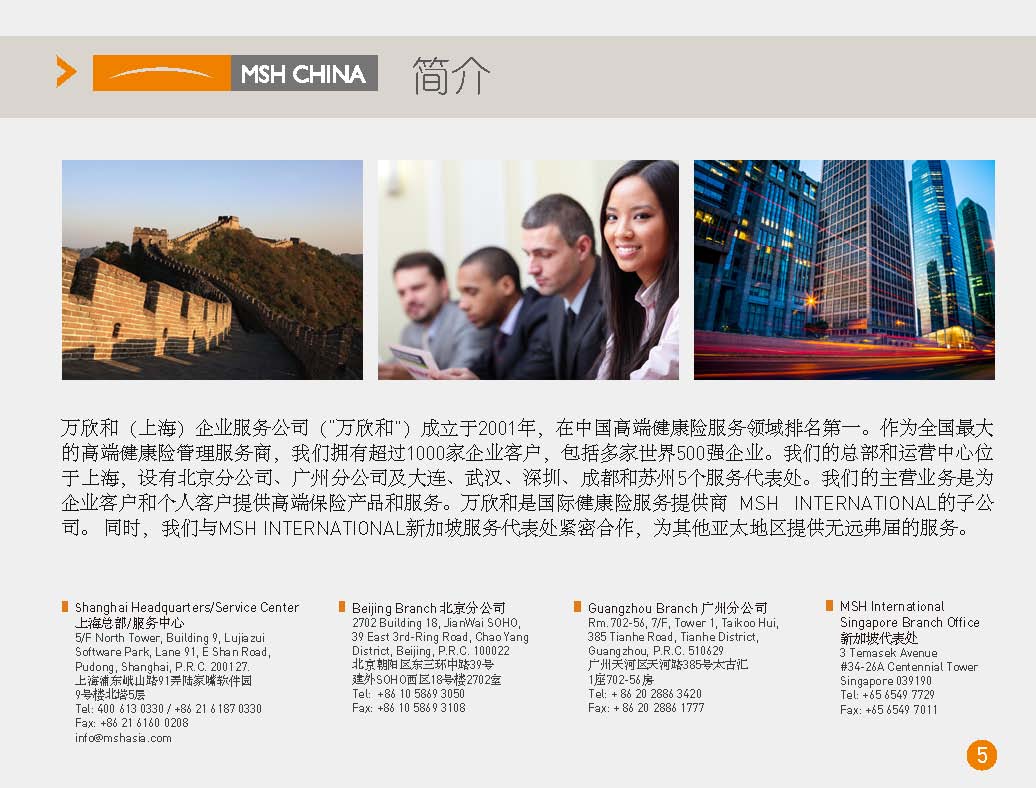 MSH CHINA 简介
万欣和（上海）企业服务公司（"万欣和"）成立于2001年，在中国高端健康险服务领域排名第一。作为全国最大
的高端健康险管理服务商，我们拥有超过1000家企业客户，包括多家世界500强企业。我们的总部和运营中心位
于上海，设有北京分公司、广州分公司及大连、武汉、深圳、成都和苏州5个服务代表处。我们的主营业务是为
企业客户和个人客户提供高端保险产品和服务。万欣和是国际健康险服务提供商 MSH INTERNATIONAL的子公
司。 同时，我们与MSH INTERNATIONAL新加坡服务代表处紧密合作，为其他亚太地区提供无远弗届的服务。
Shanghai Headquarters/Service Center
上海总部/服务中心
5/F North Tower, Building 9, Lujiazui
Software Park, Lane 91, E Shan Road,
Pudong, Shanghai, P.R.C. 200127.
上海浦东峨山路91弄陆家嘴软件园
9号楼北塔5层
Tel: 400 613 0330 / +86 21 6187 0330
Fax: +86 21 6160 0208
info@mshasia.com
Beijing Branch 北京分公司
2702 Building 18, JianWai SOHO,
39 East 3rd-Ring Road, Chao Yang
District, Beijing, P.R.C. 100022
北京朝阳区东三环中路39号
建外SOHO西区18号楼2702室
Tel: +86 10 5869 3050
Fax: +86 10 5869 3108
Guangzhou Branch 广州分公司
Rm. 702-56, 7/F, Tower 1, Taikoo Hui,
385 Tianhe Road, Tianhe District,
Guangzhou, P.R.C. 510629
广州天河区天河路385号太古汇
1座702-56房
Tel: + 86 20 2886 3420
Fax: + 86 20 2886 1777
MSH International
Singapore Branch Office
新加坡代表处
3 Temasek Avenue
#34-26A Centennial Tower
Singapore 039190
Tel: +65 6549 7729
Fax: +65 6549 7011
5